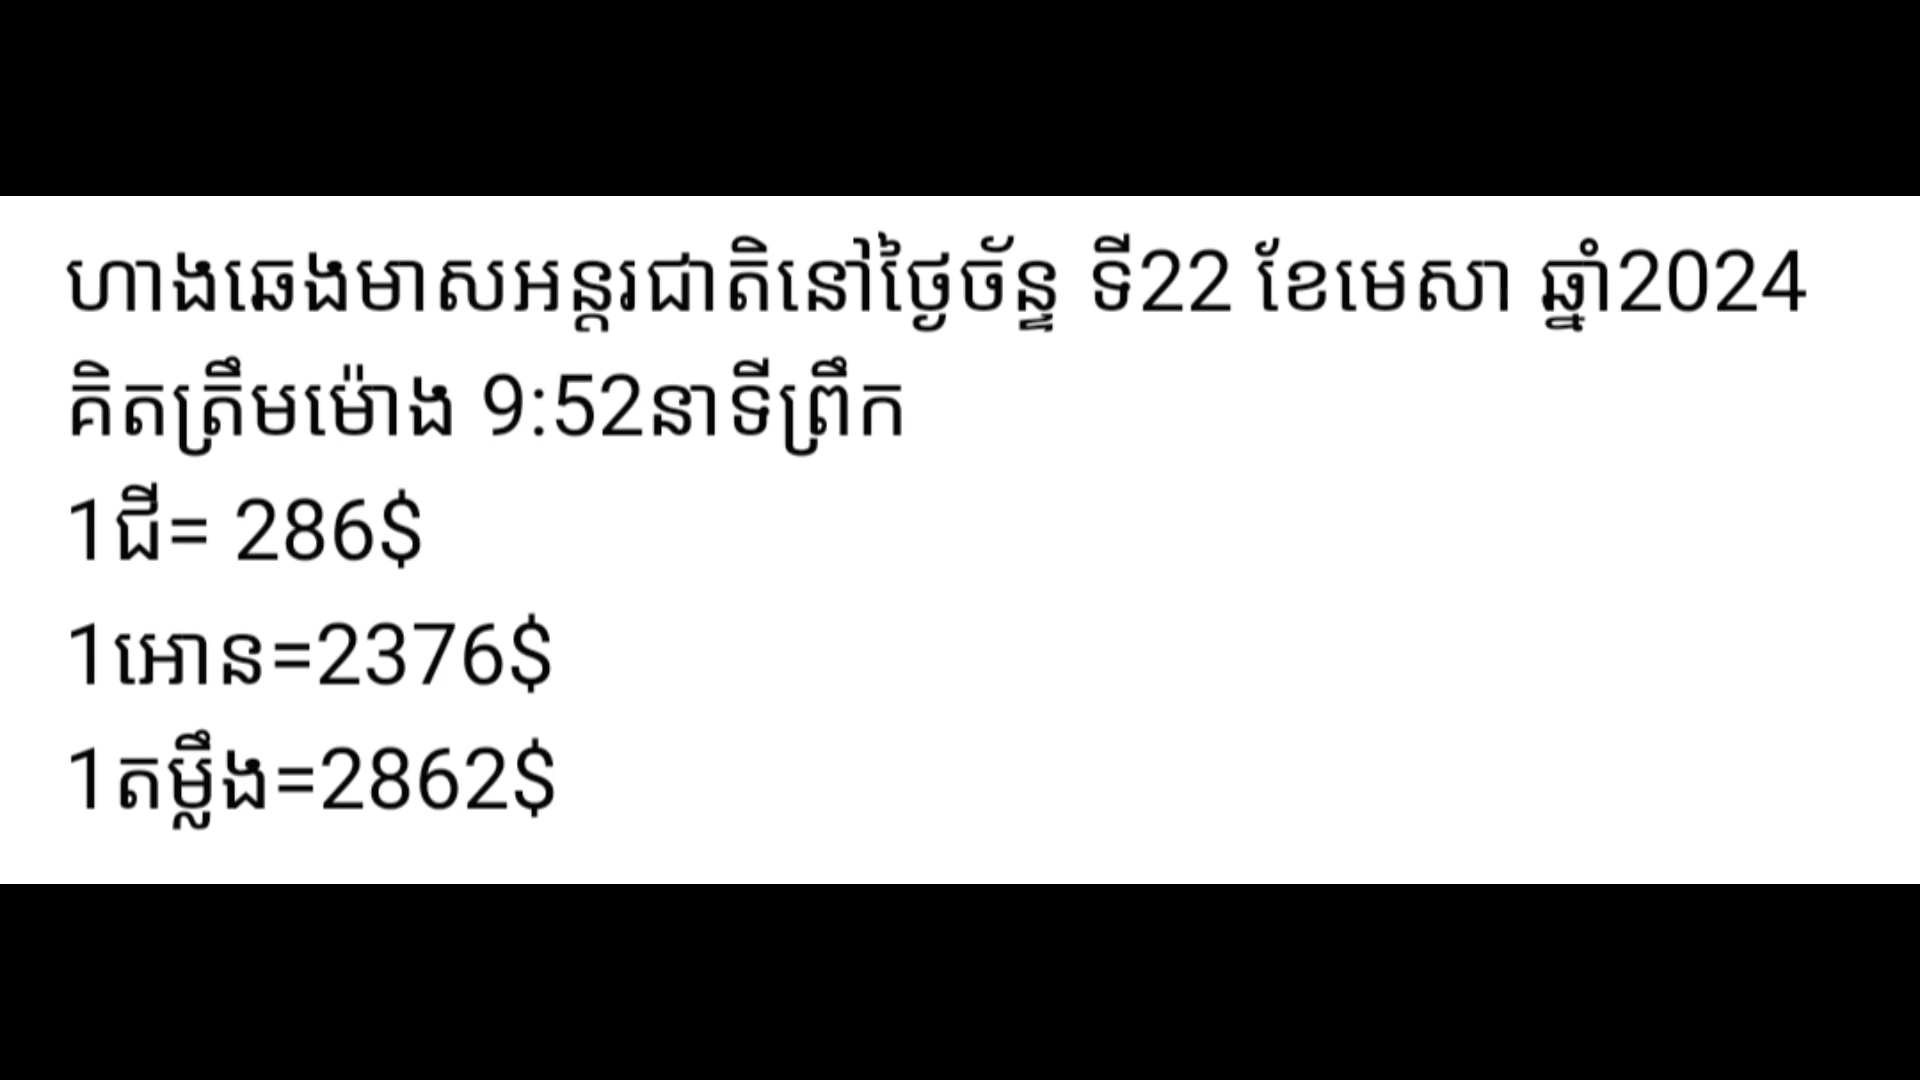 ហាងឆេងមាសអន្តរជាតិនៅថ្ងៃច័ន្ទ ទី22 ខែមេសា ឆ្នាំ2024
គិតត្រឹមម៉ោង 9:52នាទីព្រឹក
1ជី= 286$
1អោន=2376$
1តម្លឹង=2862$